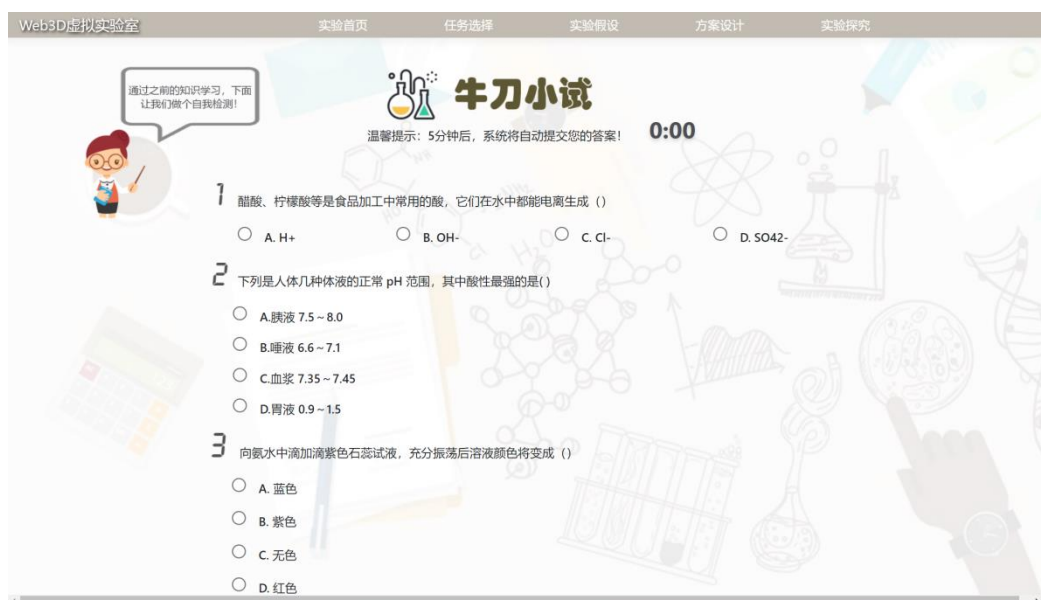 Web3D虚拟实验室 实验首页 任务选择 实验假设 方案设计 实验探究
通过之前的知识学习，下面
让我们做个自我检测！
牛刀小试
温馨提示：5分钟后，系统将自动提交您的答案！ 0:00
1 醋酸、柠檬酸等是食品加工中常用的酸，它们在水中都能电离生成（）
A. H+ B. OH- C. Cl- D. SO42-
2 下列是人体几种体液的正常 pH 范围，其中酸性最强的是( )
A.胰液 7.5～8.0
B.唾液 6.6～7.1
C.血浆 7.35～7.45
D.胃液 0.9～1.5
3 向氨水中滴加滴紫色石蕊试液，充分振荡后溶液颜色将变成（）
A. 蓝色
B. 紫色
C. 无色
D. 红色